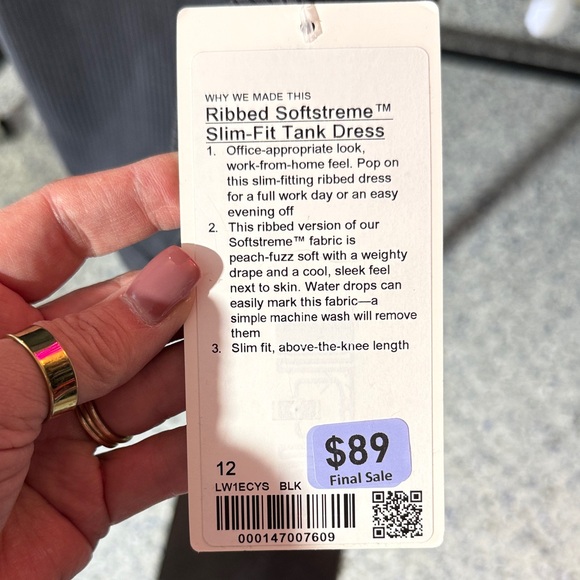 WHY WE MADE THIS
Ribbed Softstreme™
Slim-Fit Tank Dress
1. Office-appropriate look,
work-from-home feel. Pop on
this slim-fitting ribbed dress
for a full work day or an easy
evening off
2. This ribbed version of our
Softstreme™ fabric is
peach-fuzz soft with a weighty
drape and a cool, sleek feel
next to skin. Water drops can
easily mark this fabric—a
simple machine wash will remove
them
3. Slim fit, above-the-knee length
$89
Final Sale
12
LW1ECYS BLK
000147007609